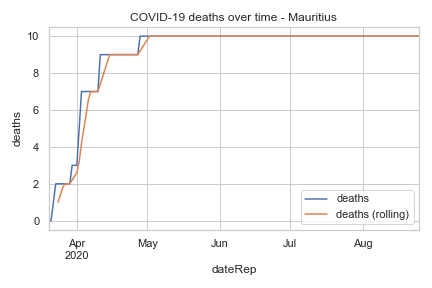 COVID-19 deaths over time - Mauritius
10
8
6
4
2
0
deaths
deaths
deaths (rolling)
Apr
2020
May
Jun
Jul
Aug
dateRep